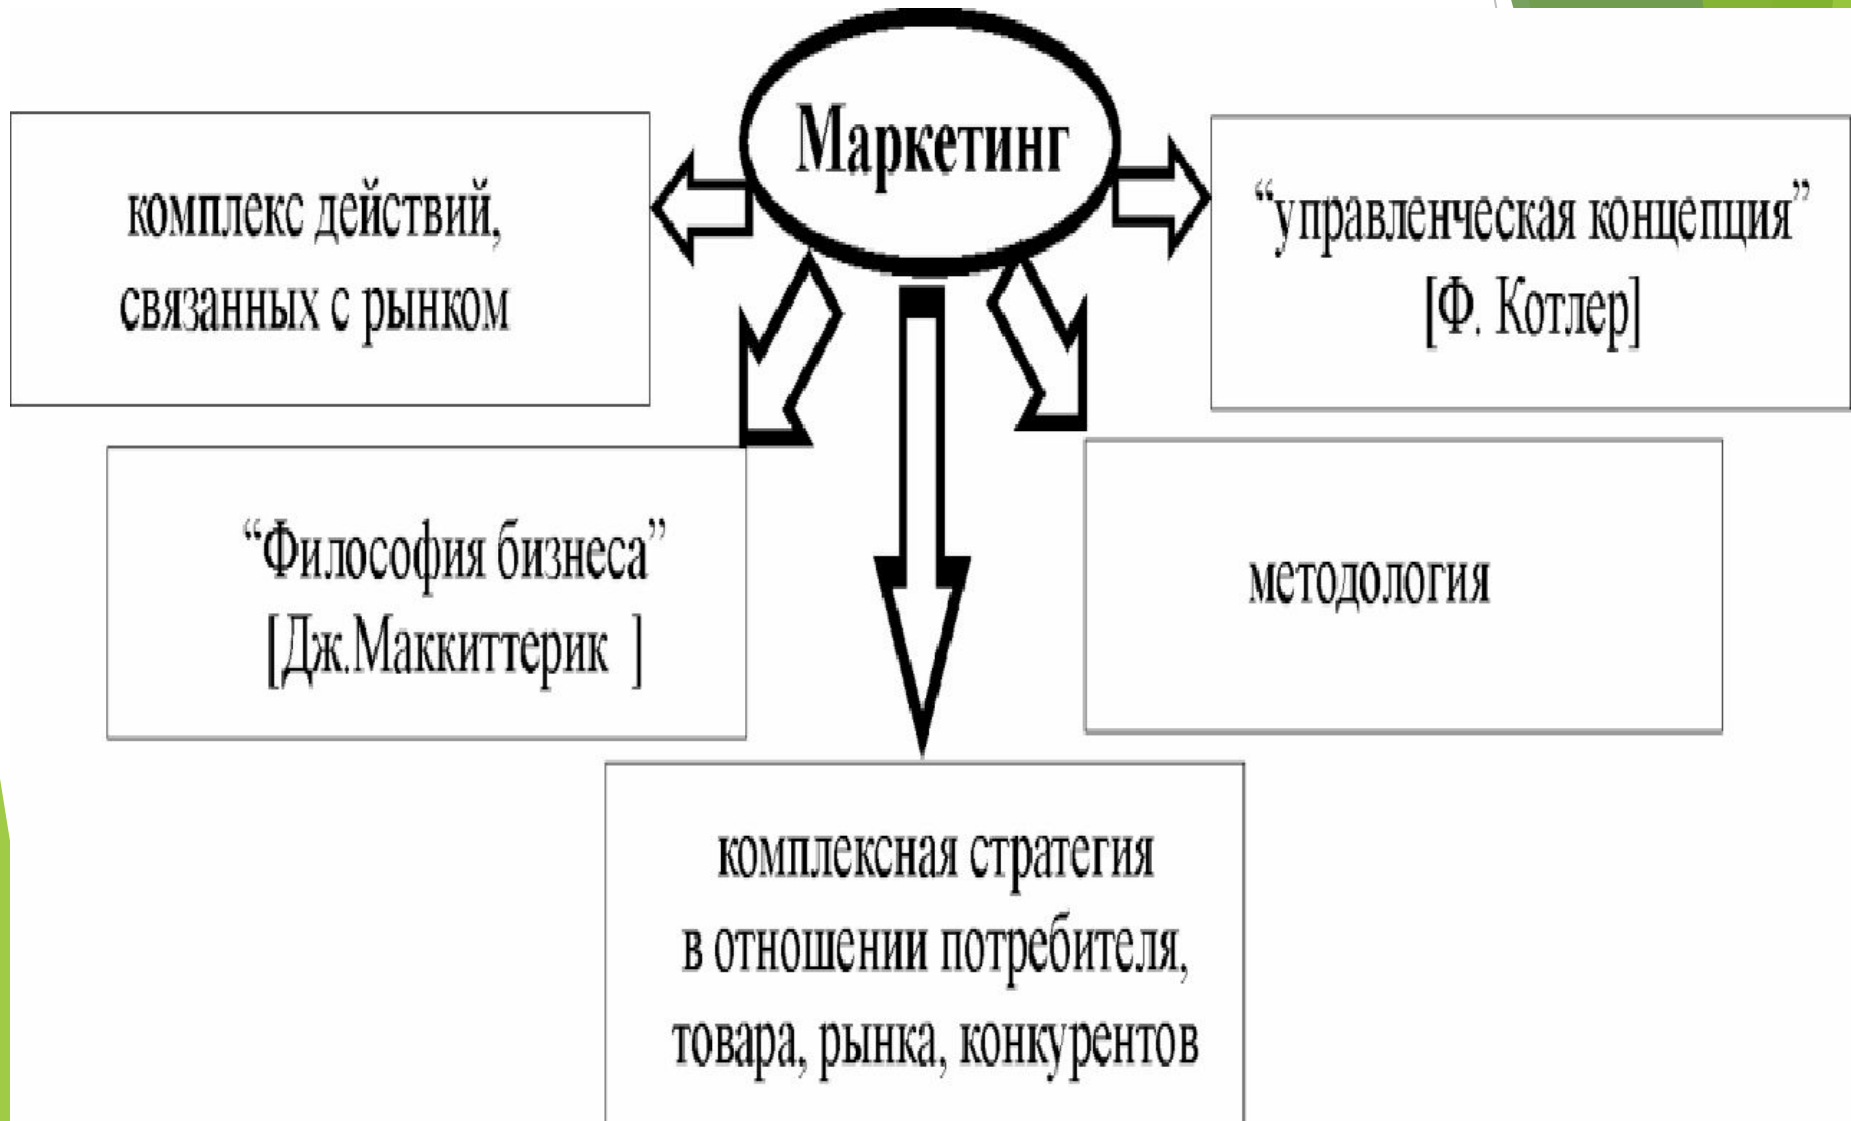 Маркетинг
комплекс действий,
связанных с рынком
“управленческая концепция”
[Ф. Котлер]
“Философия бизнеса”
[Дж.Маккиттерик ]
методология
комплексная стратегия
в отношении потребителя,
товара, рынка, конкурентов